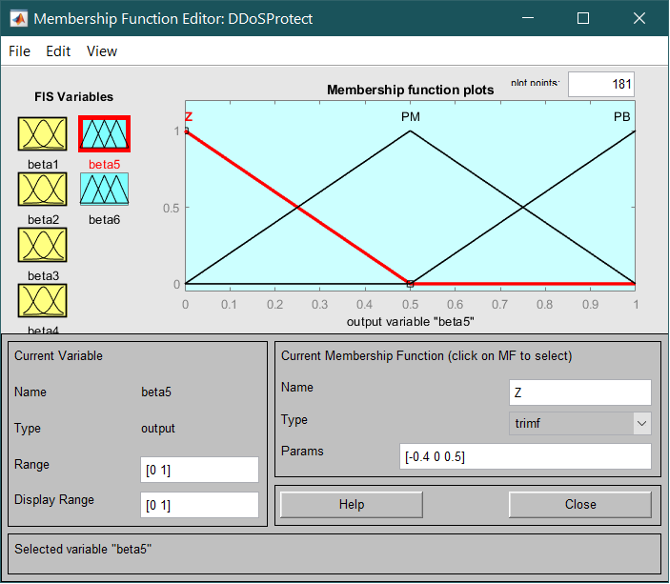 Membership Function Editor: DDoSProtect
File Edit View
FIS Variables
beta1 beta5
beta2 beta6
beta3
beta4
Membership function plots
plot points: 181
Z PM PB
1
0.5
0
0 0.1 0.2 0.3 0.4 0.5 0.6 0.7 0.8 0.9 1
output variable "beta5"
Current Variable
Name beta5
Type output
Range [0 1]
Display Range [0 1]
Current Membership Function (click on MF to select)
Name Z
Type trimf
Params [-0.4 0 0.5]
Help Close
Selected variable "beta5"